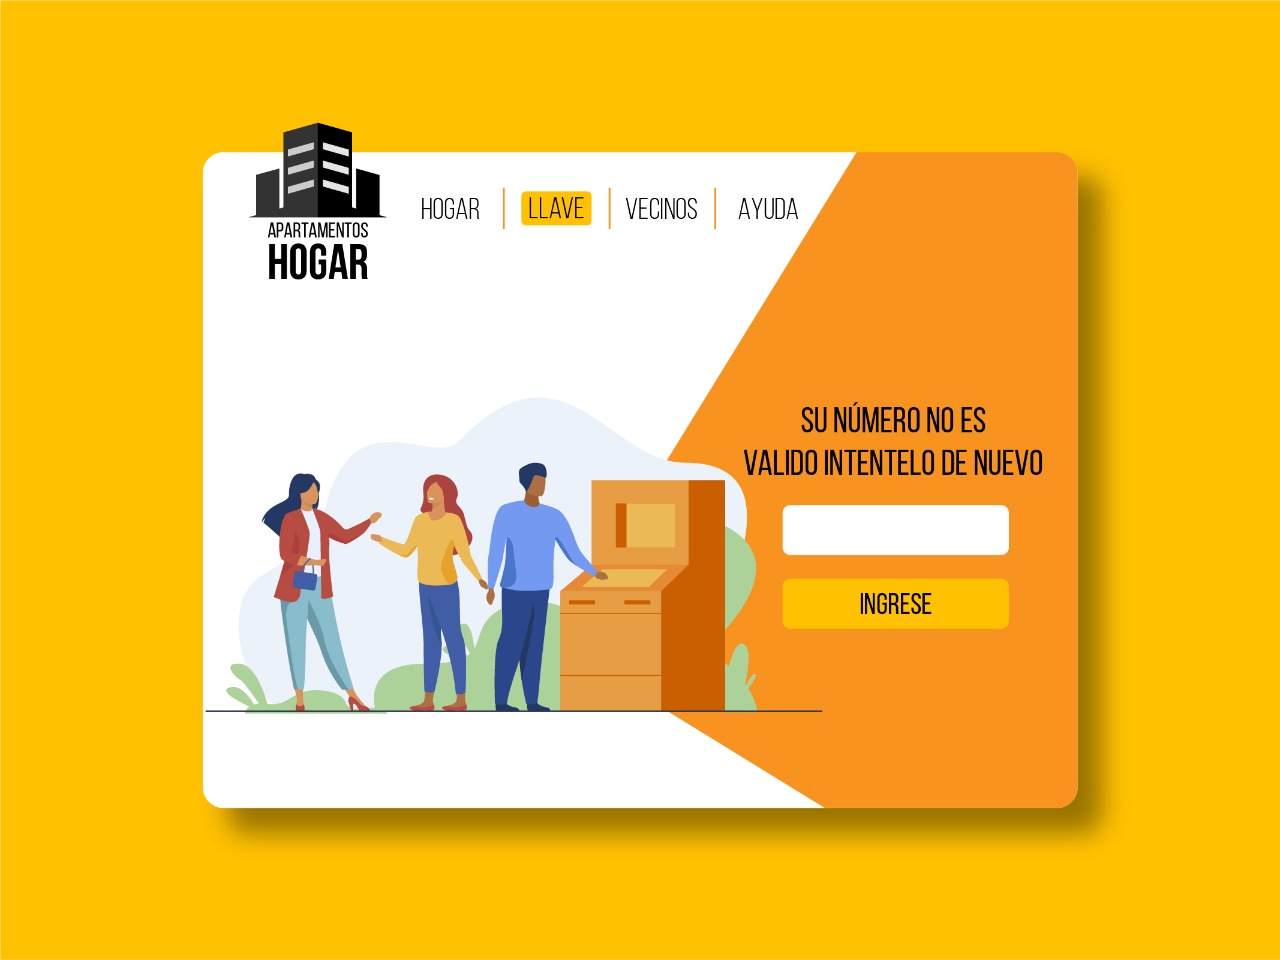 APARTAMENTOS
HOGAR
HOGAR
LLAVE
VECINOS
AYUDA
SU NÚMERO NO ES
VALIDO INTENTELO DE NUEVO
INGRESE